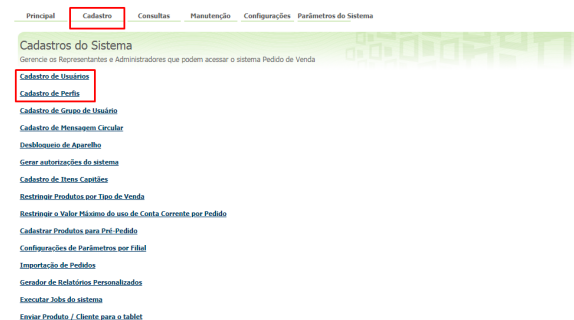 Principal Cadastro Consultas Manutenção Configurações Parâmetros do Sistema
Cadastros do Sistema
Gerencie os Representantes e Administradores que podem acessar o sistema Pedido de Venda
Cadastro de Usuários
Cadastro de Perfis
Cadastro de Grupo de Usuário
Cadastro de Mensagem Circular
Desbloqueio de Aparelho
Gerar autorizações do sistema
Cadastro de Itens Capitães
Restringir Produtos por Tipo de Venda
Restringir o Valor Máximo do uso de Conta Corrente por Pedido
Cadastrar Produtos para Pré-Pedido
Configurações de Parâmetros por Filial
Importação de Pedidos
Gerador de Relatórios Personalizados
Executar Jobs do sistema
Enviar Produto / Cliente para o tablet